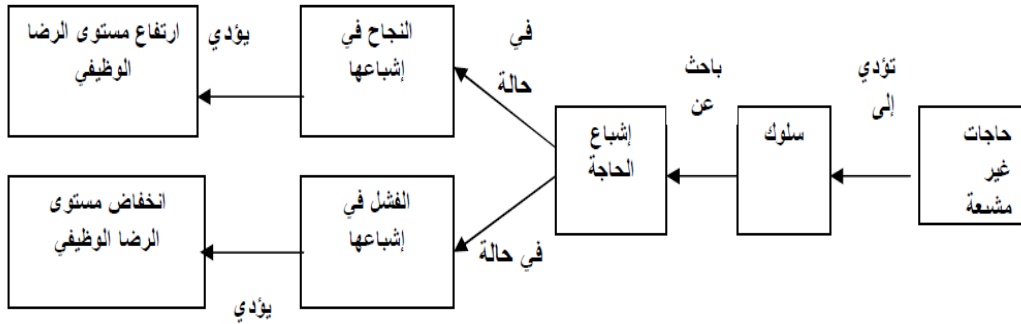 حاجات
غير
مشبعة
تؤدي
إلى
سلوك
باحث
عن
إشباع
الحاجة
في
حالة
النجاح في
إشباعها
يؤدي
ارتفاع مستوى الرضا
الوظيفي
في حالة
الفشل في
إشباعها
يؤدي
انخفاض مستوى
الرضا الوظيفي